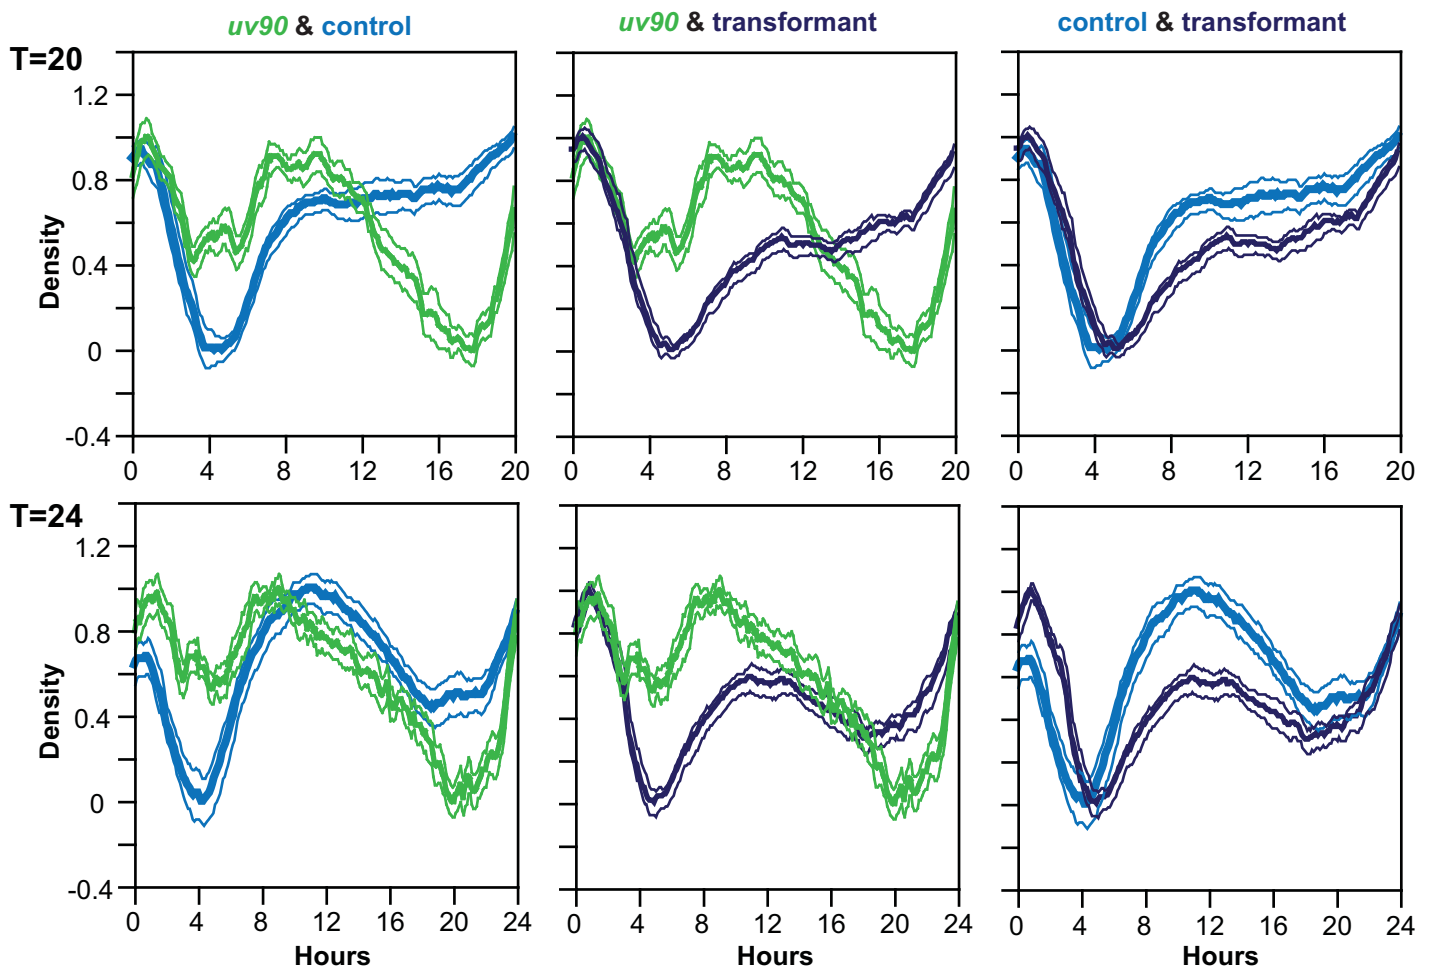 uv90 & control
uv90 & transformant
control & transformant
T=20
1.2
0.8
0.4
0
-0.4
Density
0 4 8 12 16 20
0 4 8 12 16 20
0 4 8 12 16 20
T=24
1.2
0.8
0.4
0
-0.4
Density
0 4 8 12 16 20 24
0 4 8 12 16 20 24
0 4 8 12 16 20 24
Hours
Hours
Hours